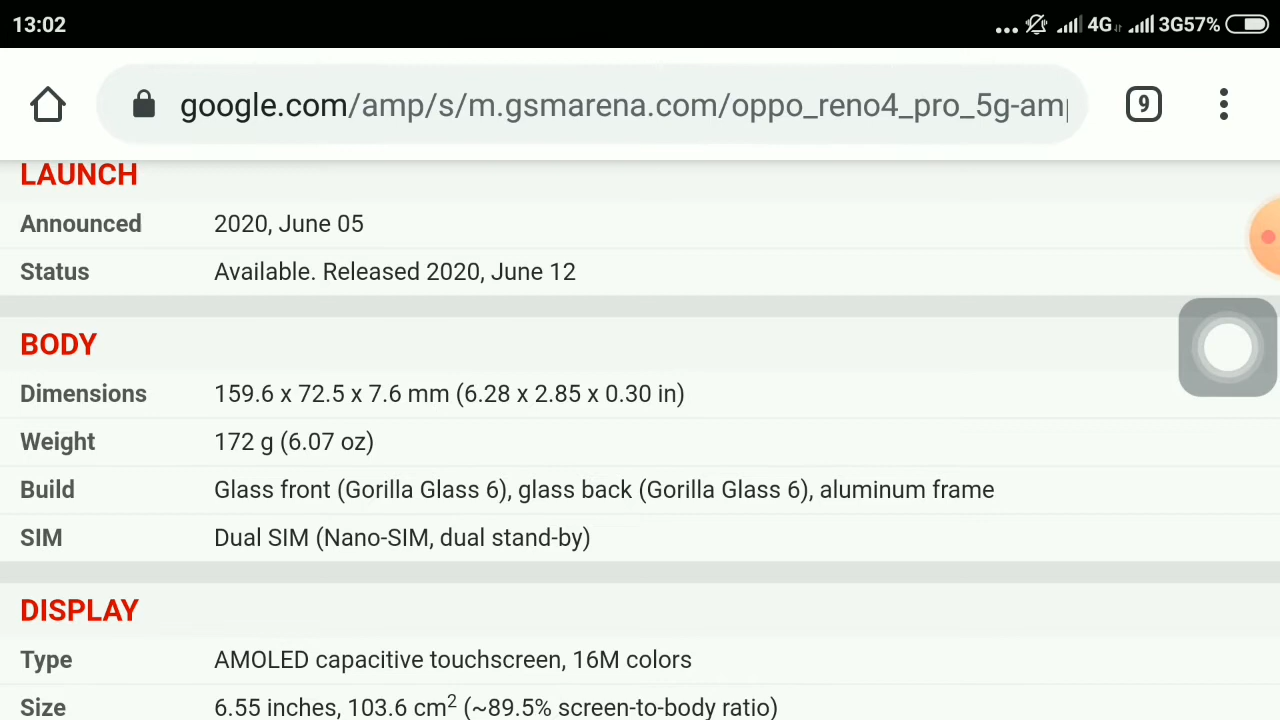 13:02 ... 4G 3G57%
google.com/amp/s/m.gsmarena.com/oppo_reno4_pro_5g-am
9
LAUNCH
Announced 2020, June 05
Status Available. Released 2020, June 12
BODY
Dimensions 159.6 x 72.5 x 7.6 mm (6.28 x 2.85 x 0.30 in)
Weight 172 g (6.07 oz)
Build Glass front (Gorilla Glass 6), glass back (Gorilla Glass 6), aluminum frame
SIM Dual SIM (Nano-SIM, dual stand-by)
DISPLAY
Type AMOLED capacitive touchscreen, 16M colors
Size 6.55 inches, 103.6 cm² (~89.5% screen-to-body ratio)